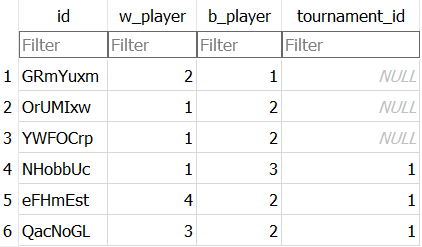 id w_player b_player tournament_id
Filter Filter Filter Filter
1 GRmYuxm 2 1 NULL
2 OrUMIxw 1 2 NULL
3 YWFOCrp 1 2 NULL
4 NHobbUc 1 3 1
5 eFHmEst 4 2 1
6 QacNoGL 3 2 1